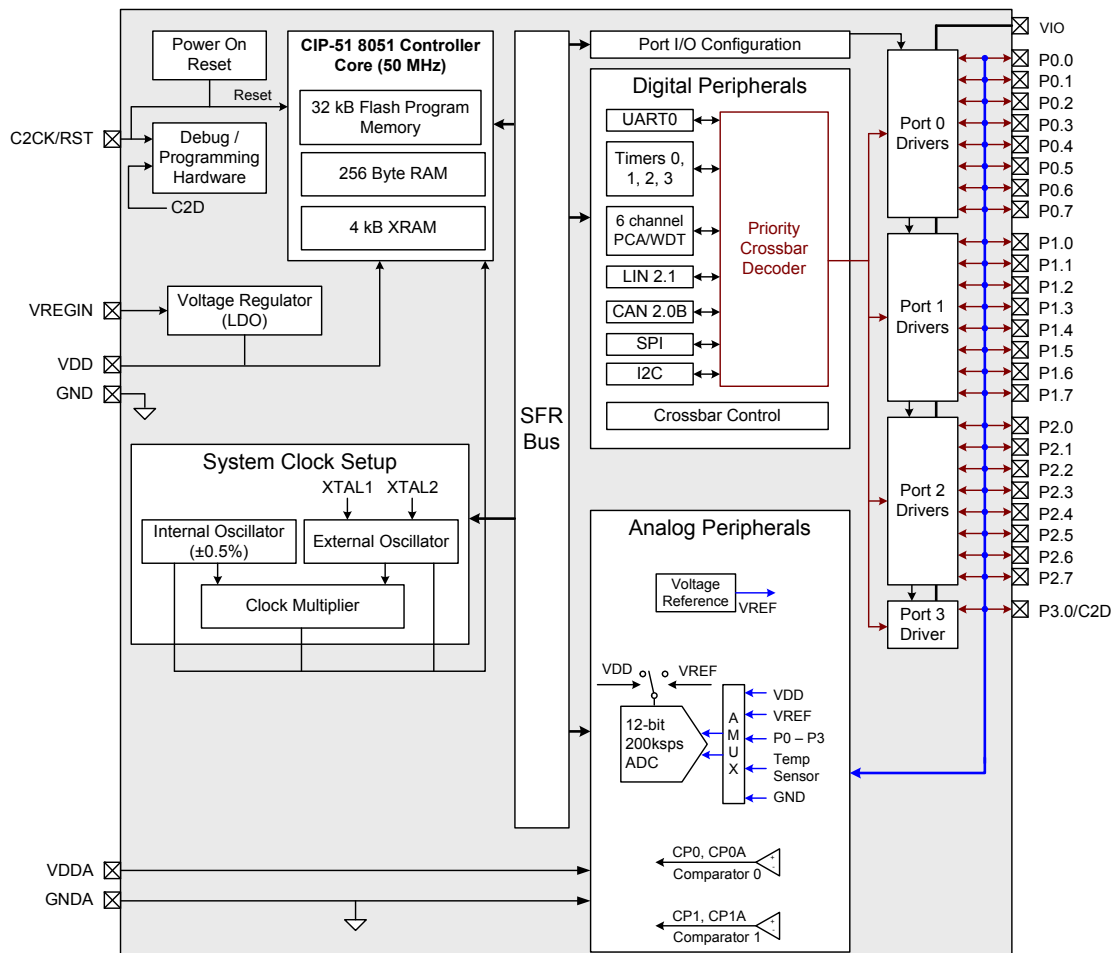 Power On
Reset
Reset
C2CK/RST
Debug /
Programming
Hardware
C2D
CIP-51 8051 Controller
Core (50 MHz)
32 kB Flash Program
Memory
256 Byte RAM
4 kB XRAM
VREGIN
Voltage Regulator
(LDO)
VDD
GND
System Clock Setup
XTAL1
XTAL2
Internal Oscillator
(±0.5%)
External Oscillator
Clock Multiplier
VDDA
GNDA
SFR
Bus
Port I/O Configuration
Digital Peripherals
UART0
Timers 0,
1, 2, 3
6 channel
PCA/WDT
LIN 2.1
CAN 2.0B
SPI
I2C
Priority
Crossbar
Decoder
Crossbar Control
Analog Peripherals
Voltage
Reference
VREF
VDD
VREF
12-bit
200ksps
ADC
A
M
U
X
VDD
VREF
P0 – P3
Temp
Sensor
GND
CP0, CP0A
+
-
Comparator 0
CP1, CP1A
+
-
Comparator 1
Port 0
Drivers
Port 1
Drivers
Port 2
Drivers
Port 3
Driver
VIO
P0.0
P0.1
P0.2
P0.3
P0.4
P0.5
P0.6
P0.7
P1.0
P1.1
P1.2
P1.3
P1.4
P1.5
P1.6
P1.7
P2.0
P2.1
P2.2
P2.3
P2.4
P2.5
P2.6
P2.7
P3.0/C2D